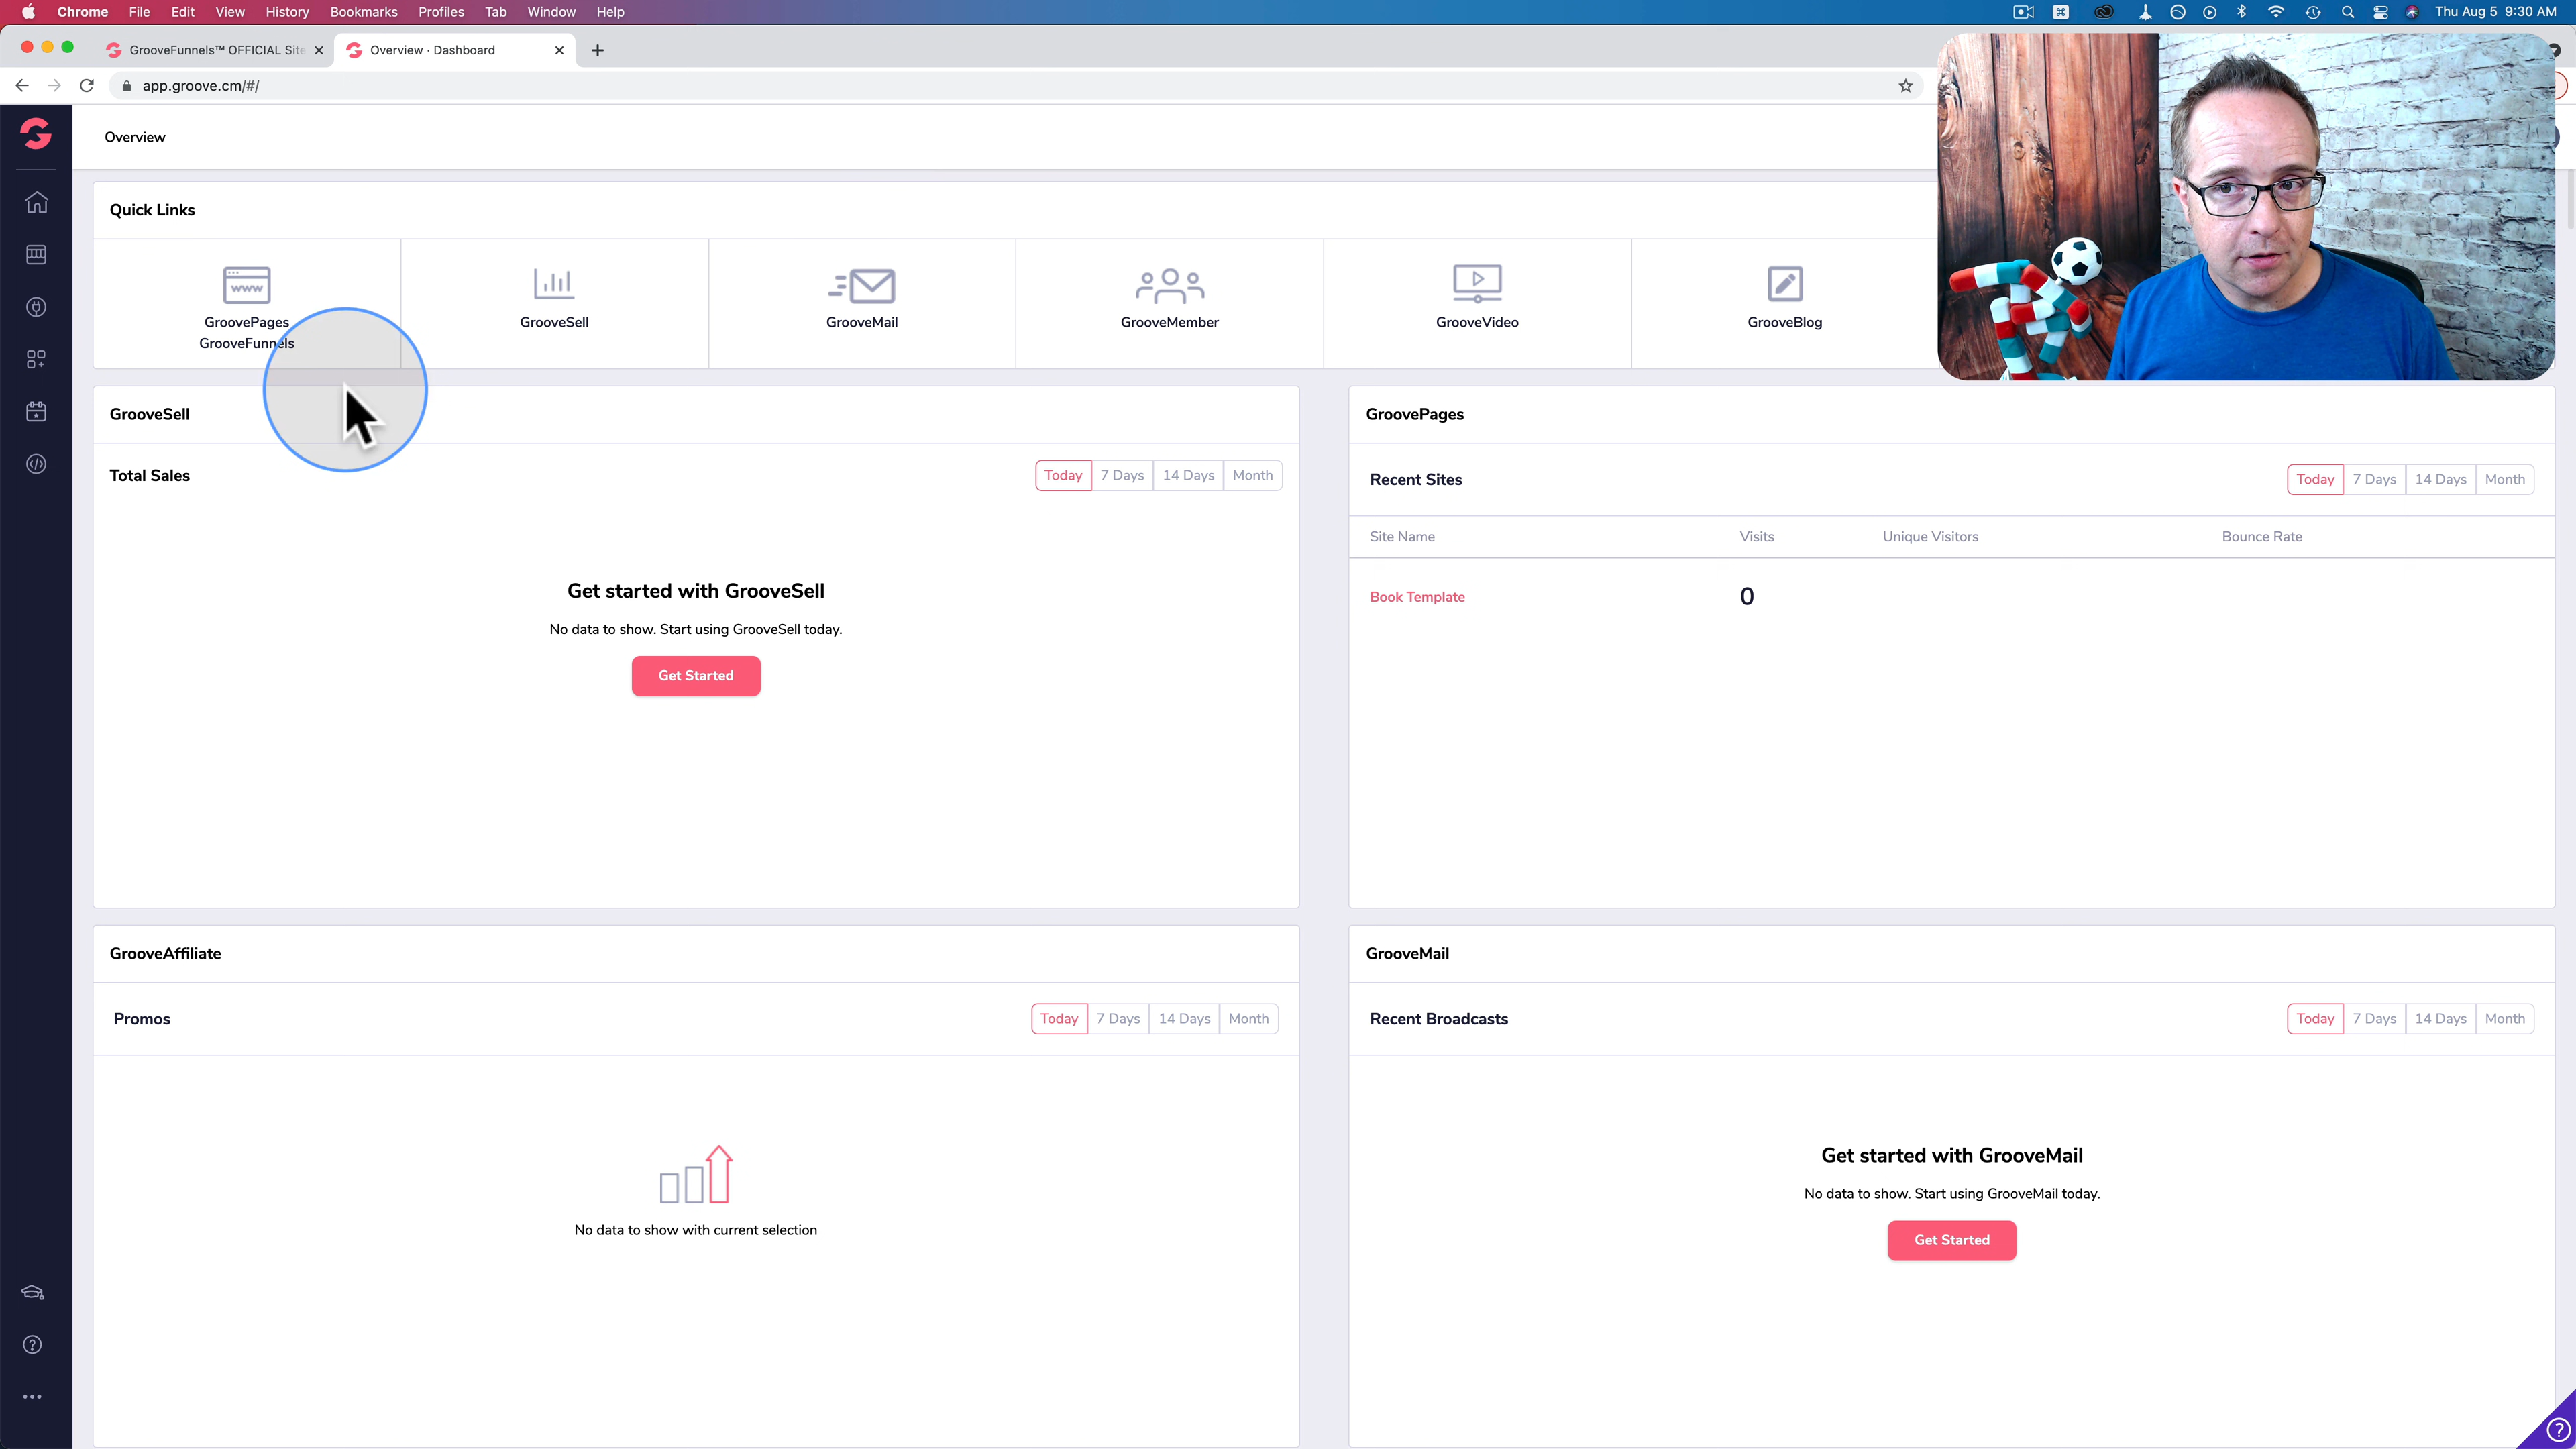 Chrome File Edit View History Bookmarks Profiles Tab Window Help Thu Aug 5 9:30 AM
GrooveFunnels™ OFFICIAL Site Overview · Dashboard
app.groove.cm/#/
Overview
Quick Links
www
GroovePages GrooveSell GrooveMail GrooveMember GrooveVideo GrooveBlog
GrooveFunnels
GrooveSell GroovePages
Total Sales Today 7 Days 14 Days Month
Recent Sites Today 7 Days 14 Days Month
Site Name Visits Unique Visitors Bounce Rate
Get started with GrooveSell
Book Template 0
No data to show. Start using GrooveSell today.
Get Started
GrooveAffiliate GrooveMail
Promos Today 7 Days 14 Days Month
Recent Broadcasts Today 7 Days 14 Days Month
Get started with GrooveMail
No data to show. Start using GrooveMail today.
No data to show with current selection
Get Started